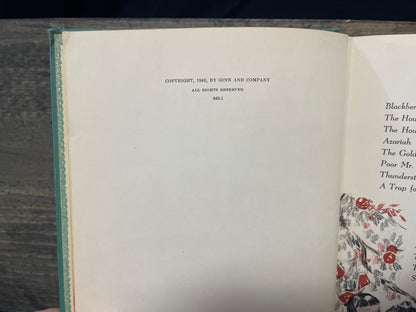 COPYRIGHT, 1949, BY GINN AND COMPANY
ALL RIGHTS RESERVED
849.1
Blackber
The Hou
The Hou
Azariah
The Gold
Poor Mr.
Thunderst
A Trap fo
T
T
S